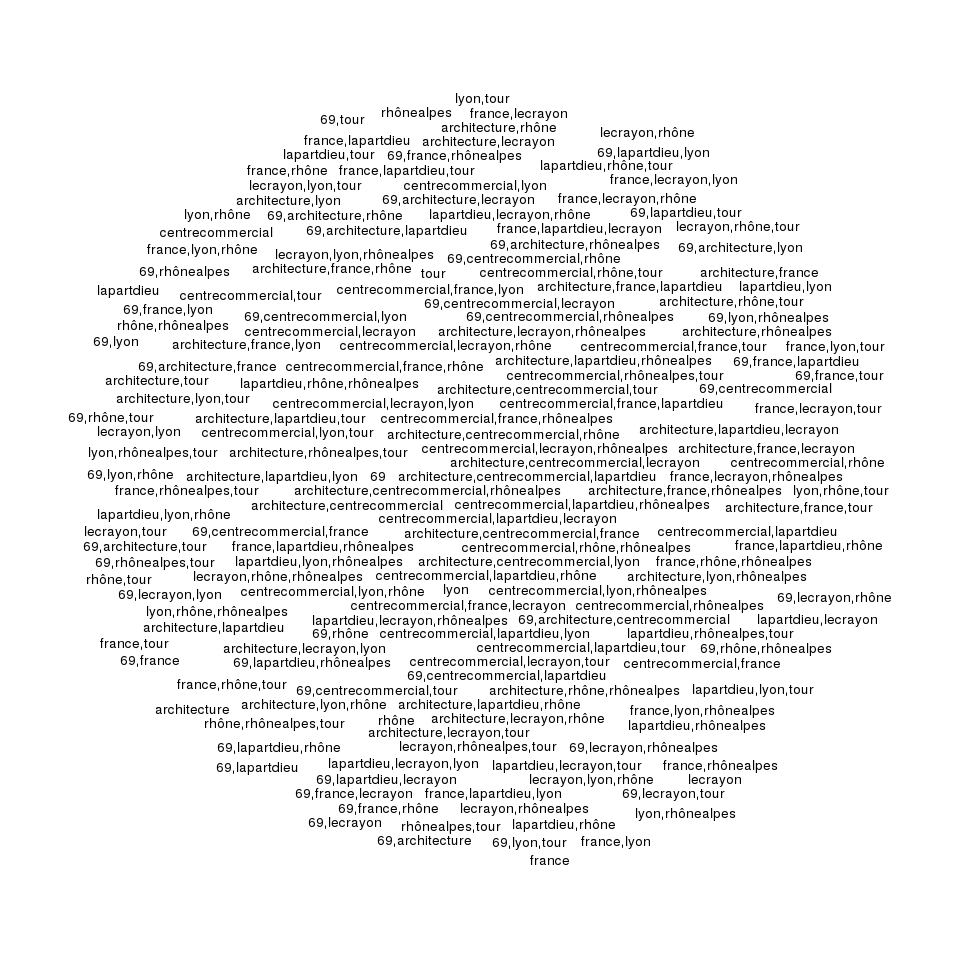 lyon,tour
rhônealpes france,lecrayon
69,tour
architecture,rhône
lecrayon,rhône
france,lapartdieu architecture,lecrayon
lapartdieu,tour 69,france,rhônealpes 69,lapartdieu,lyon
lapartdieu,rhône,tour
france,rhône france,lapartdieu,tour
france,lecrayon,lyon
lecrayon,lyon,tour centrecommercial,lyon
architecture,lyon 69,architecture,lecrayon france,lecrayon,rhône
lyon,rhône 69,architecture,rhône lapartdieu,lecrayon,rhône 69,lapartdieu,tour
centrecommercial 69,architecture,lapartdieu france,lapartdieu,lecrayon lecrayon,rhône,tour
france,lyon,rhône lecrayon,lyon,rhônealpes 69,architecture,rhônealpes 69,architecture,lyon
69,centrecommercial,rhône
69,rhônealpes architecture,france,rhône tour centrecommercial,rhône,tour architecture,france
lapartdieu centrecommercial,tour centrecommercial,france,lyon architecture,france,lapartdieu lapartdieu,lyon
69,centrecommercial,lecrayon architecture,rhône,tour
69,france,lyon 69,centrecommercial,lyon 69,centrecommercial,rhônealpes 69,lyon,rhônealpes
rhône,rhônealpes centrecommercial,lecrayon architecture,lecrayon,rhônealpes architecture,rhônealpes
69,lyon architecture,france,lyon centrecommercial,lecrayon,rhône centrecommercial,france,tour france,lyon,tour
69,architecture,france centrecommercial,france,rhône architecture,lapartdieu,rhônealpes 69,france,lapartdieu
architecture,tour lapartdieu,rhône,rhônealpes centrecommercial,rhônealpes,tour 69,france,tour
architecture,centrecommercial,tour 69,centrecommercial
architecture,lyon,tour centrecommercial,lecrayon,lyon centrecommercial,france,lapartdieu france,lecrayon,tour
69,rhône,tour architecture,lapartdieu,tour centrecommercial,france,rhônealpes
lecrayon,lyon centrecommercial,lyon,tour architecture,centrecommercial,rhône architecture,lapartdieu,lecrayon
lyon,rhônealpes,tour architecture,rhônealpes,tour centrecommercial,lecrayon,rhônealpes architecture,france,lecrayon
architecture,centrecommercial,lecrayon centrecommercial,rhône
69,lyon,rhône architecture,lapartdieu,lyon 69 architecture,centrecommercial,lapartdieu france,lecrayon,rhônealpes
france,rhônealpes,tour architecture,centrecommercial,rhônealpes architecture,france,rhônealpes lyon,rhône,tour
architecture,centrecommercial centrecommercial,lapartdieu,rhônealpes architecture,france,tour
lapartdieu,lyon,rhône centrecommercial,lapartdieu,lecrayon
lecrayon,tour 69,centrecommercial,france architecture,centrecommercial,france centrecommercial,lapartdieu
69,architecture,tour france,lapartdieu,rhônealpes centrecommercial,rhône,rhônealpes france,lapartdieu,rhône
69,rhônealpes,tour lapartdieu,lyon,rhônealpes architecture,centrecommercial,lyon france,rhône,rhônealpes
rhône,tour lecrayon,rhône,rhônealpes centrecommercial,lapartdieu,rhône architecture,lyon,rhônealpes
69,lecrayon,lyon centrecommercial,lyon,rhône lyon centrecommercial,lyon,rhônealpes 69,lecrayon,rhône
lyon,rhône,rhônealpes centrecommercial,france,lecrayon centrecommercial,rhônealpes
architecture,lapartdieu lapartdieu,lecrayon,rhônealpes 69,architecture,centrecommercial lapartdieu,lecrayon
69,rhône centrecommercial,lapartdieu,lyon lapartdieu,rhônealpes,tour
france,tour architecture,lecrayon,lyon centrecommercial,lapartdieu,tour 69,rhône,rhônealpes
69,france 69,lapartdieu,rhônealpes centrecommercial,lecrayon,tour centrecommercial,france
69,centrecommercial,lapartdieu
france,rhône,tour 69,centrecommercial,tour architecture,rhône,rhônealpes lapartdieu,lyon,tour
architecture architecture,lyon,rhône architecture,lapartdieu,rhône france,lyon,rhônealpes
rhône,rhônealpes,tour rhône architecture,lecrayon,rhône lapartdieu,rhônealpes
architecture,lecrayon,tour
69,lapartdieu,rhône lecrayon,rhônealpes,tour 69,lecrayon,rhônealpes
69,lapartdieu lapartdieu,lecrayon,lyon lapartdieu,lecrayon,tour france,rhônealpes
69,lapartdieu,lecrayon lecrayon,lyon,rhône lecrayon
69,france,lecrayon france,lapartdieu,lyon 69,lecrayon,tour
69,france,rhône lecrayon,rhônealpes lyon,rhônealpes
69,lecrayon rhônealpes,tour lapartdieu,rhône
69,architecture 69,lyon,tour france,lyon
france